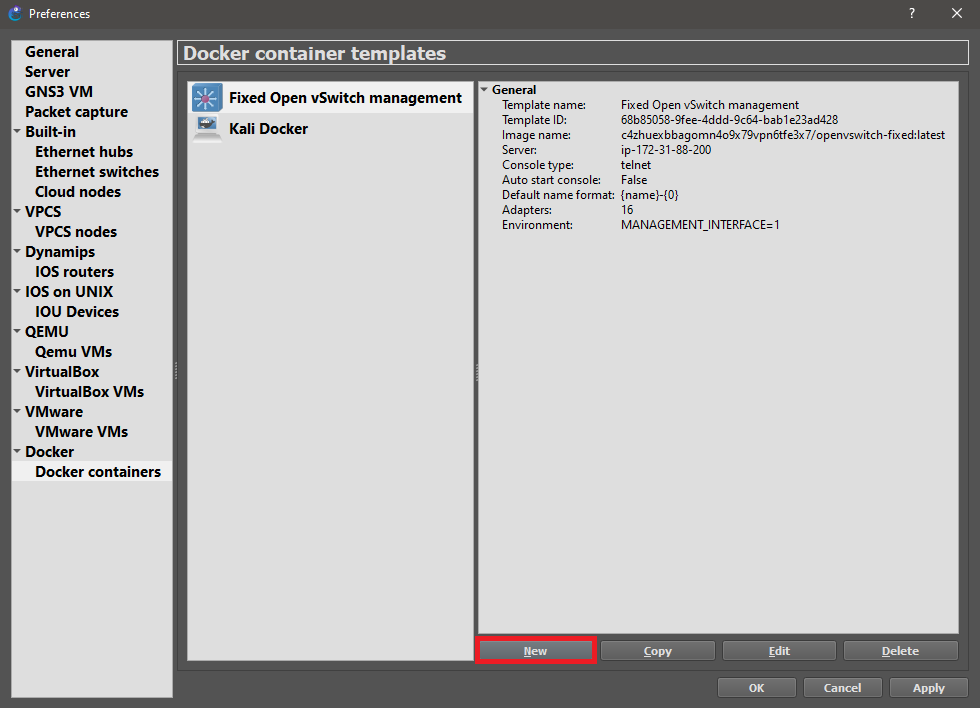 Preferences
?
General
Server
GNS3 VM
Packet capture
Built-in
Ethernet hubs
Ethernet switches
Cloud nodes
VPCS
VPCS nodes
Dynamips
IOS routers
IOS on UNIX
IOU Devices
QEMU
Qemu VMs
VirtualBox
VirtualBox VMs
VMware
VMware VMs
Docker
Docker containers
Docker container templates
Fixed Open vSwitch management
Kali Docker
General
Template name: Fixed Open vSwitch management
Template ID: 68b85058-9fee-4ddd-9c64-bab1e23ad428
Image name: c4zhuexbbagomn4o9x79vpn6tfe3x7/openvswitch-fixed:latest
Server: ip-172-31-88-200
Console type: telnet
Auto start console: False
Default name format: {name}-{0}
Adapters: 16
Environment: MANAGEMENT_INTERFACE=1
New Copy Edit Delete
OK Cancel Apply